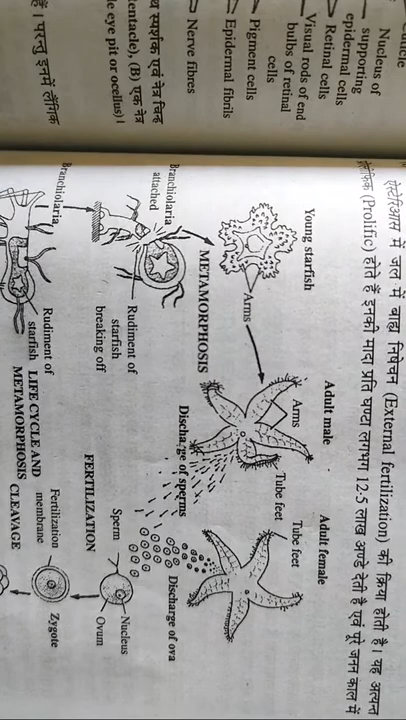 Cuticle
Nucleus of
supporting
epidermal cells
Retinal cells
Visual rods of end
bulbs of retinal
cells
Pigment cells
Epidermal fibrils
Nerve fibres
स्पर्शक एवं नेत्र चिन्ह
(B) एक नेत्र
le eye pit or ocellus)।
हैं। परन्तु इनमें लैंगिक
में जल में बाह्य निषेचन (External fertilization) की क्रिया होती है। यह अत्यन्त
(Prolific) होते हैं इनकी मादा प्रति घण्टा लगभग 12·5 लाख अण्डे देती है एवं पूरे जनन काल में
Young starfish
Arms
Adult male
Arms
Tube feet
Adult female
Tube feet
METAMORPHOSIS
Branchiolaria
attached
Rudiment of
starfish
breaking off
Discharge of sperms
Discharge of ova
FERTILIZATION
Sperm
Nucleus
Ovum
Branchiolaria
Rudiment of
starfish
LIFE CYCLE AND
METAMORPHOSIS
Fertilization
membrane
Zygote
CLEAVAGE